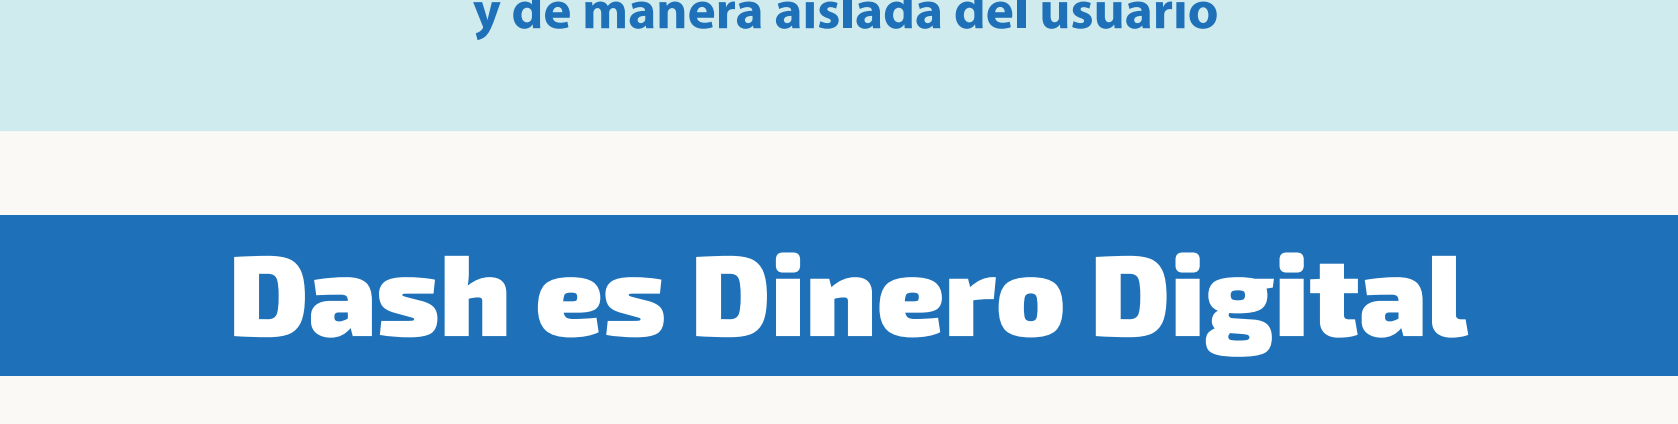 y de manera aislada del usuario
Dash es Dinero Digital